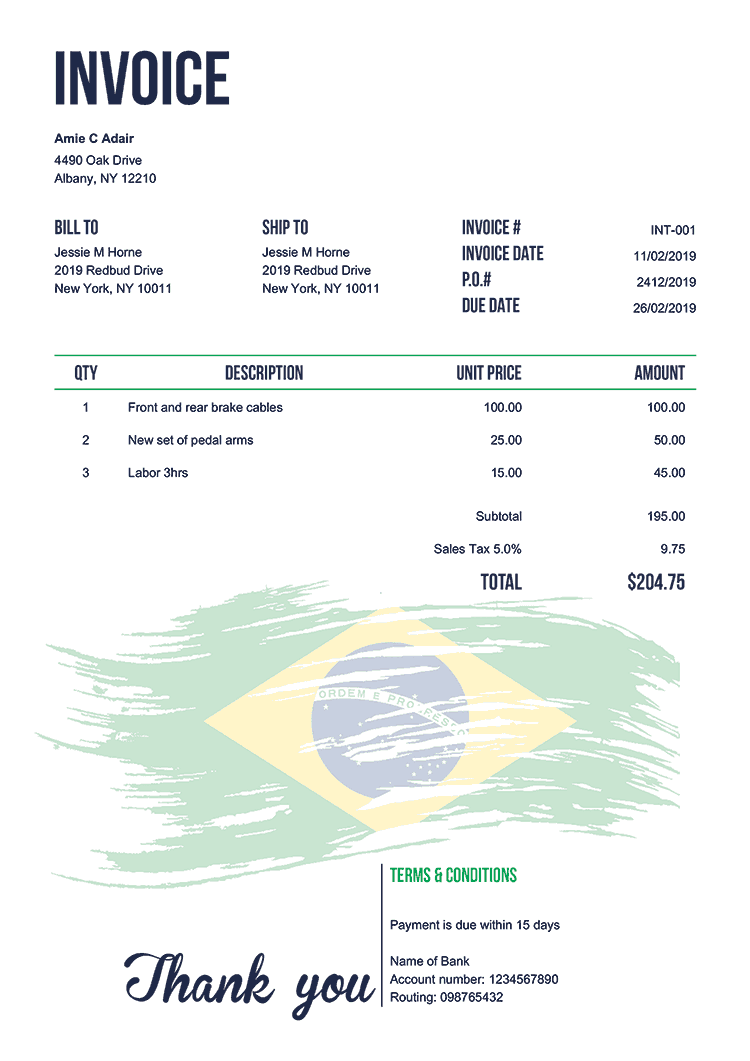 INVOICE
Amie C Adair
4490 Oak Drive
Albany, NY 12210
BILL TO
Jessie M Horne
2019 Redbud Drive
New York, NY 10011
SHIP TO
Jessie M Horne
2019 Redbud Drive
New York, NY 10011
INVOICE # INT-001
INVOICE DATE 11/02/2019
P.O.# 2412/2019
DUE DATE 26/02/2019
QTY DESCRIPTION UNIT PRICE AMOUNT
1 Front and rear brake cables 100.00 100.00
2 New set of pedal arms 25.00 50.00
3 Labor 3hrs 15.00 45.00
Subtotal 195.00
Sales Tax 5.0% 9.75
TOTAL $204.75
ORDEM E
TERMS & CONDITIONS
Payment is due within 15 days
Name of Bank
Account number: 1234567890
Routing: 098765432
Thank you